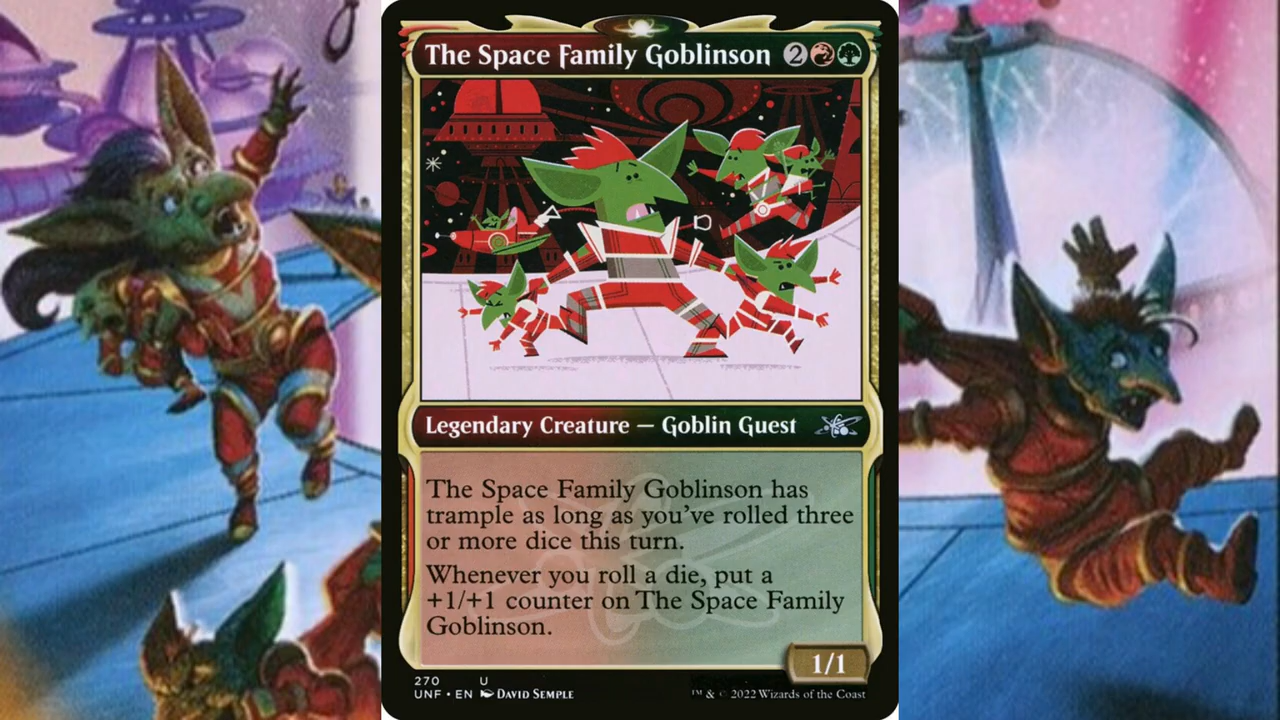 The Space Family Goblinson 2
Legendary Creature — Goblin Guest
The Space Family Goblinson has
trample as long as you've rolled three
or more dice this turn.
Whenever you roll a die, put a
+1/+1 counter on The Space Family
Goblinson.
1/1
270 U
UNF • EN DAVID SEMPLE
™ & © 2022 Wizards of the Coast